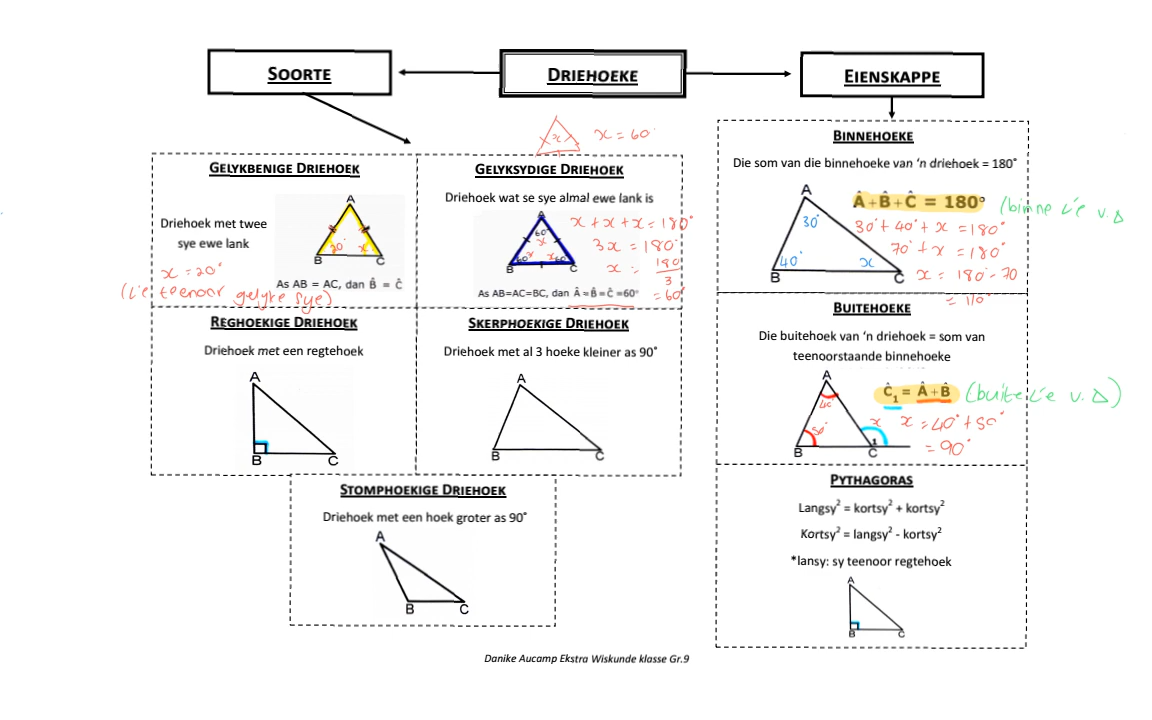 SOORTE
DRIEHOEKE
EIENSKAPPE
x = 60°
x
GELYKBENIGE DRIEHOEK
Driehoek met twee
sye ewe lank
A
20°
x
B
C
x = 20°
As AB = AC, dan B̂ = Ĉ
(∠'e teenoor gelyke sye)
GELYKSYDIGE DRIEHOEK
Driehoek wat se sye almal ewe lank is
A
60°
x
60° x
x 60°
B
C
x + x + x = 180°
3x = 180°
x = 180
3
= 60°
As AB=AC=BC, dan Â=B̂=Ĉ=60°
REGHOEKIGE DRIEHOEK
Driehoek met een regtehoek
A
B
C
SKERPHOEKIGE DRIEHOEK
Driehoek met al 3 hoeke kleiner as 90°
A
B
C
STOMPHOEKIGE DRIEHOEK
Driehoek met een hoek groter as 90°
A
B
C
BINNEHOEKE
Die som van die binnehoeke van 'n driehoek = 180°
A
30°
40°
x
B
C
Â+B̂+Ĉ = 180° (binne ∠'e v. Δ
30° + 40° + x = 180°
70° + x = 180°
x = 180° - 70
= 110°
BUITEHOEKE
Die buitehoek van 'n driehoek = som van
teenoorstaande binnehoeke
A
40°
50°
x
1
B
C
Ĉ₁ = Â+B̂ (buite ∠'e v. Δ)
x = 40° + 50°
= 90°
PYTHAGORAS
Langsy² = kortsy² + kortsy²
Kortsy² = langsy² - kortsy²
*lansy: sy teenoor regtehoek
A
B
C
Danike Aucamp Ekstra Wiskunde klasse Gr.9